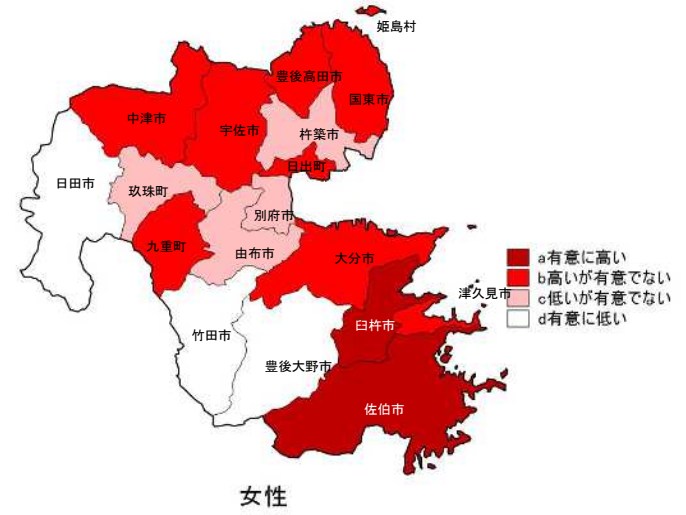 姫島村
豊後高田市
国東市
中津市
宇佐市
杵築市
日出町
日田市
玖珠町
別府市
九重町
由布市
大分市
a有意に高い
b高いが有意でない
津久見市
c低いが有意でない
d有意に低い
臼杵市
竹田市
豊後大野市
佐伯市
女性